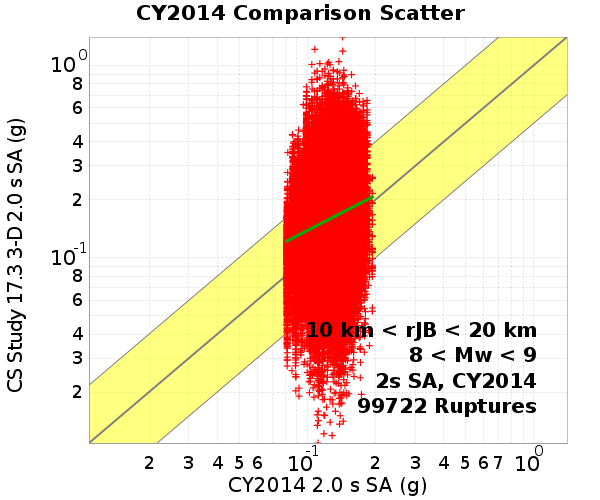 CY2014 Comparison Scatter
CS Study 17.3 3-D 2.0 s SA (g)
10⁰
8
6
4
3
2
10⁻¹
8
6
4
3
2
10 km < rJB < 20 km
8 < Mw < 9
2s SA, CY2014
99722 Ruptures
2 3 4 5 6 10⁻¹ 2 3 4 5 6 7 10⁰
CY2014 2.0 s SA (g)